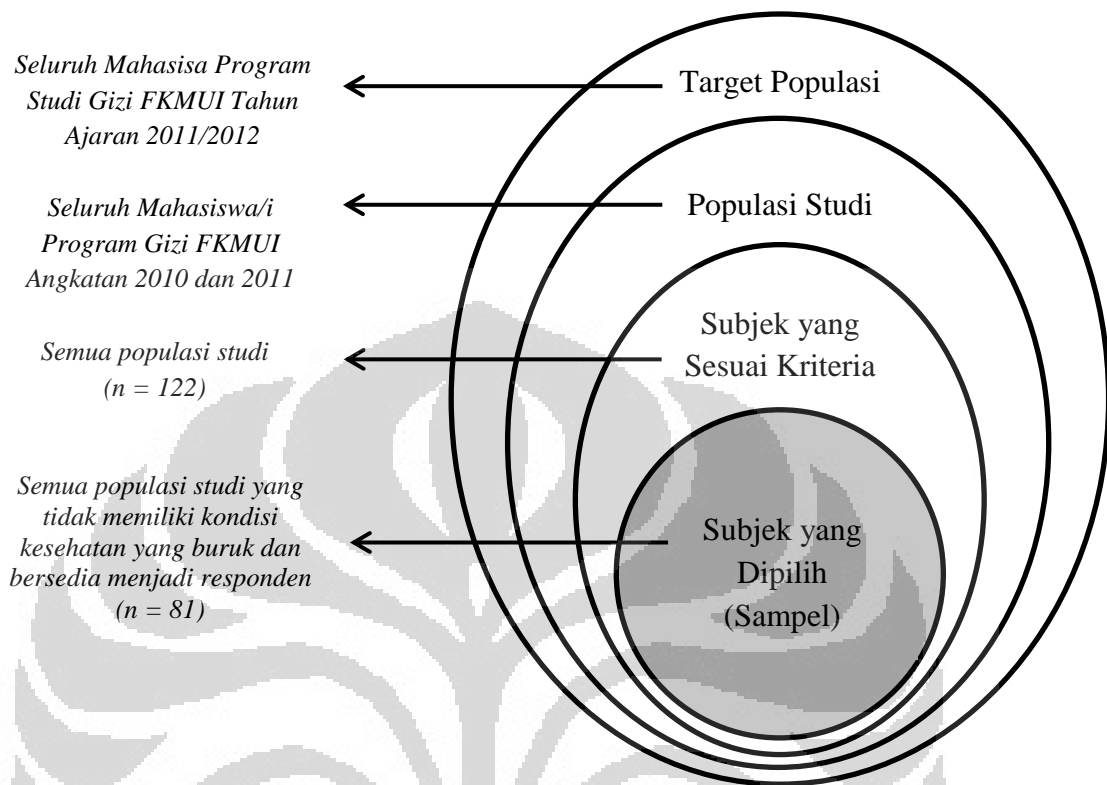 Seluruh Mahasisa Program
Studi Gizi FKMUI Tahun
Ajaran 2011/2012
Target Populasi
Seluruh Mahasiswa/i
Program Gizi FKMUI
Angkatan 2010 dan 2011
Populasi Studi
Semua populasi studi
(n = 122)
Subjek yang
Sesuai Kriteria
Semua populasi studi yang
tidak memiliki kondisi
kesehatan yang buruk dan
bersedia menjadi responden
(n = 81)
Subjek yang
Dipilih
(Sampel)